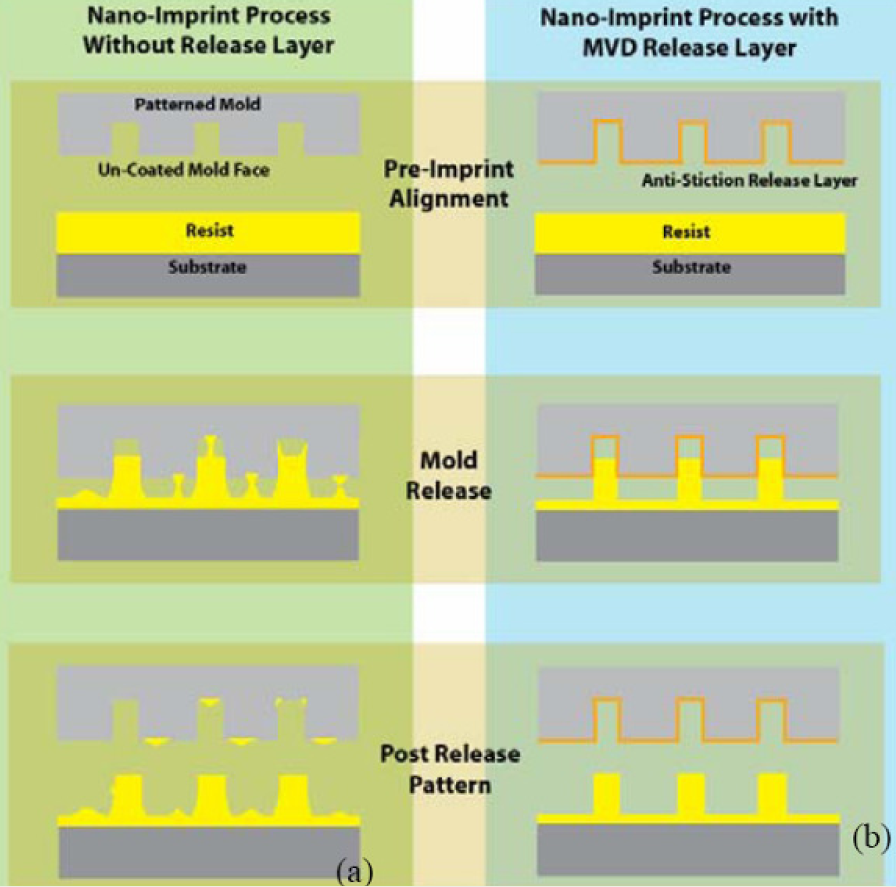 Nano-Imprint Process
Without Release Layer
Nano-Imprint Process with
MVD Release Layer
Patterned Mold
Un-Coated Mold Face
Pre-Imprint
Alignment
Anti-Stiction Release Layer
Resist
Substrate
Resist
Substrate
Mold
Release
Post Release
Pattern
(a)
(b)